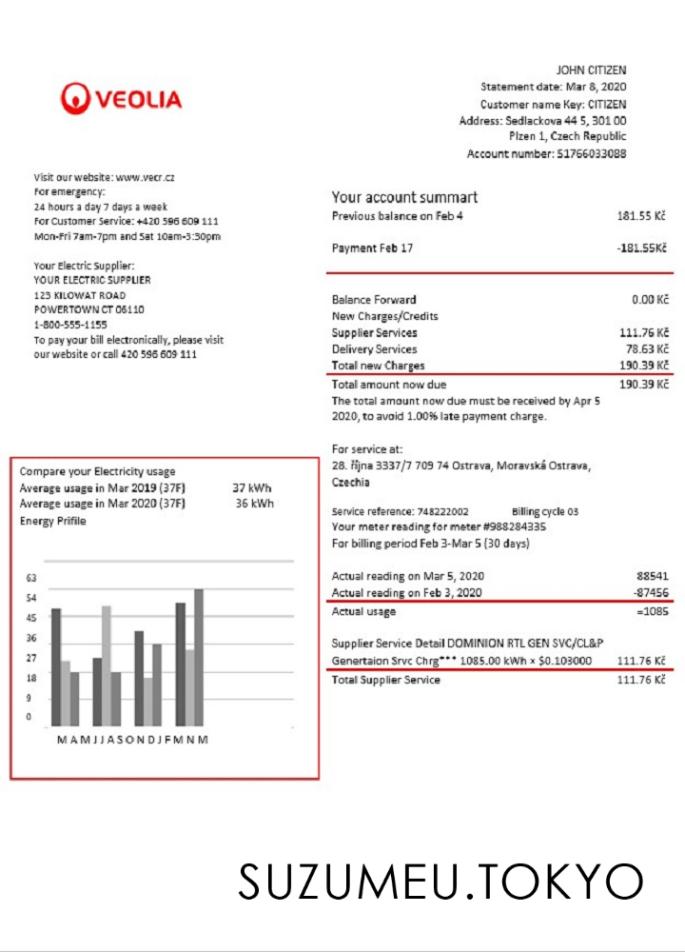 VEOLIA
JOHN CITIZEN
Statement date: Mar 8, 2020
Customer name Key: CITIZEN
Address: Sedlackova 44 5, 301 00
Plzen 1, Czech Republic
Account number: 51766033088
Visit our website: www.vecr.cz
For emergency:
24 hours a day 7 days a week
For Customer Service: +420 596 609 111
Mon-Fri 7am-7pm and Sat 10am-3:30pm
Your Electric Supplier:
YOUR ELECTRIC SUPPLIER
123 KILOWAT ROAD
POWERTOWN CT 06110
1-800-555-1155
To pay your bill electronically, please visit
our website or call 420 596 609 111
Your account summart
Previous balance on Feb 4 181.55 Kč
Payment Feb 17 -181.55Kč
Balance Forward 0.00 Kč
New Charges/Credits
Supplier Services 111.76 Kč
Delivery Services 78.63 Kč
Total new Charges 190.39 Kč
Total amount now due 190.39 Kč
The total amount now due must be received by Apr 5
2020, to avoid 1.00% late payment charge.
For service at:
28. října 3337/7 709 74 Ostrava, Moravská Ostrava,
Czechia
Service reference: 748222002 Billing cycle 03
Your meter reading for meter #988284335
For billing period Feb 3-Mar 5 (30 days)
Actual reading on Mar 5, 2020 88541
Actual reading on Feb 3, 2020 -87456
Actual usage =1085
Supplier Service Detail DOMINION RTL GEN SVC/CL&P
Genertaion Srvc Chrg*** 1085.00 kWh × $0.103000 111.76 Kč
Total Supplier Service 111.76 Kč
Compare your Electricity usage
Average usage in Mar 2019 (37F) 37 kWh
Average usage in Mar 2020 (37F) 36 kWh
Energy Prifile
63
54
45
36
27
18
9
0
M A M J J A S O N D J F M N M
SUZUMEU.TOKYO